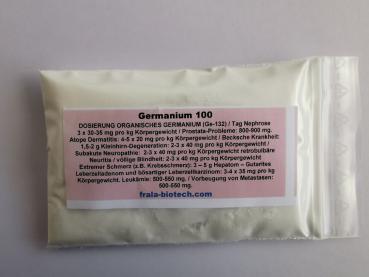 Germanium 100
DOSIERUNG ORGANISCHES GERMANIUM (Ge-132) / Tag Nephrose
3 x 30-35 mg pro kg Körpergewicht / Prostata-Probleme: 800-900 mg.
Atope Dermatitis: 4-5 x 20 mg pro kg Körpergewicht / Becksche Krankheit:
1,5-2 g Kleinhirn-Degeneration: 2-3 x 40 mg pro kg Körpergewicht /
Subakute Neuropathie: 2-3 x 40 mg pro kg Körpergewicht retrobulbäre
Neuritis / völlige Blindheit: 2-3 x 40 mg pro kg Körpergewicht
Extremer Schmerz (z.B. Krebsschmerz): 3 – 5 g Hepatom – Gutartites
Leberzelladenom und bösartiger Leberzellkarzinom: 3-4 x 35 mg pro kg
Körpergewicht. Leukämie: 500-550 mg. / Vorbeugung von Metastasen:
500-550 mg.
frala-biotech.com